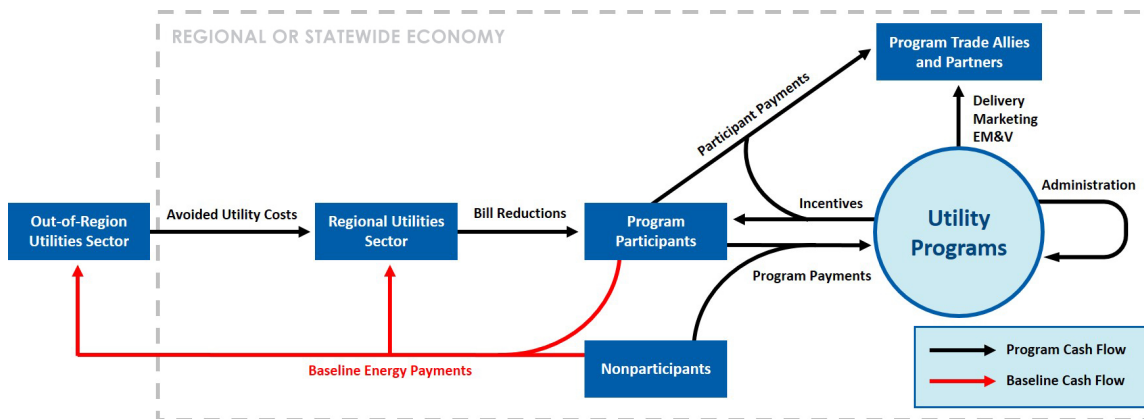 REGIONAL OR STATEWIDE ECONOMY
Program Trade Allies
and Partners
Participant Payments
Delivery
Marketing
EM&V
Administration
Out-of-Region
Utilities Sector
Avoided Utility Costs
Regional Utilities
Sector
Bill Reductions
Program
Participants
Incentives
Utility
Programs
Program Payments
Baseline Energy Payments
Nonparticipants
Program Cash Flow
Baseline Cash Flow